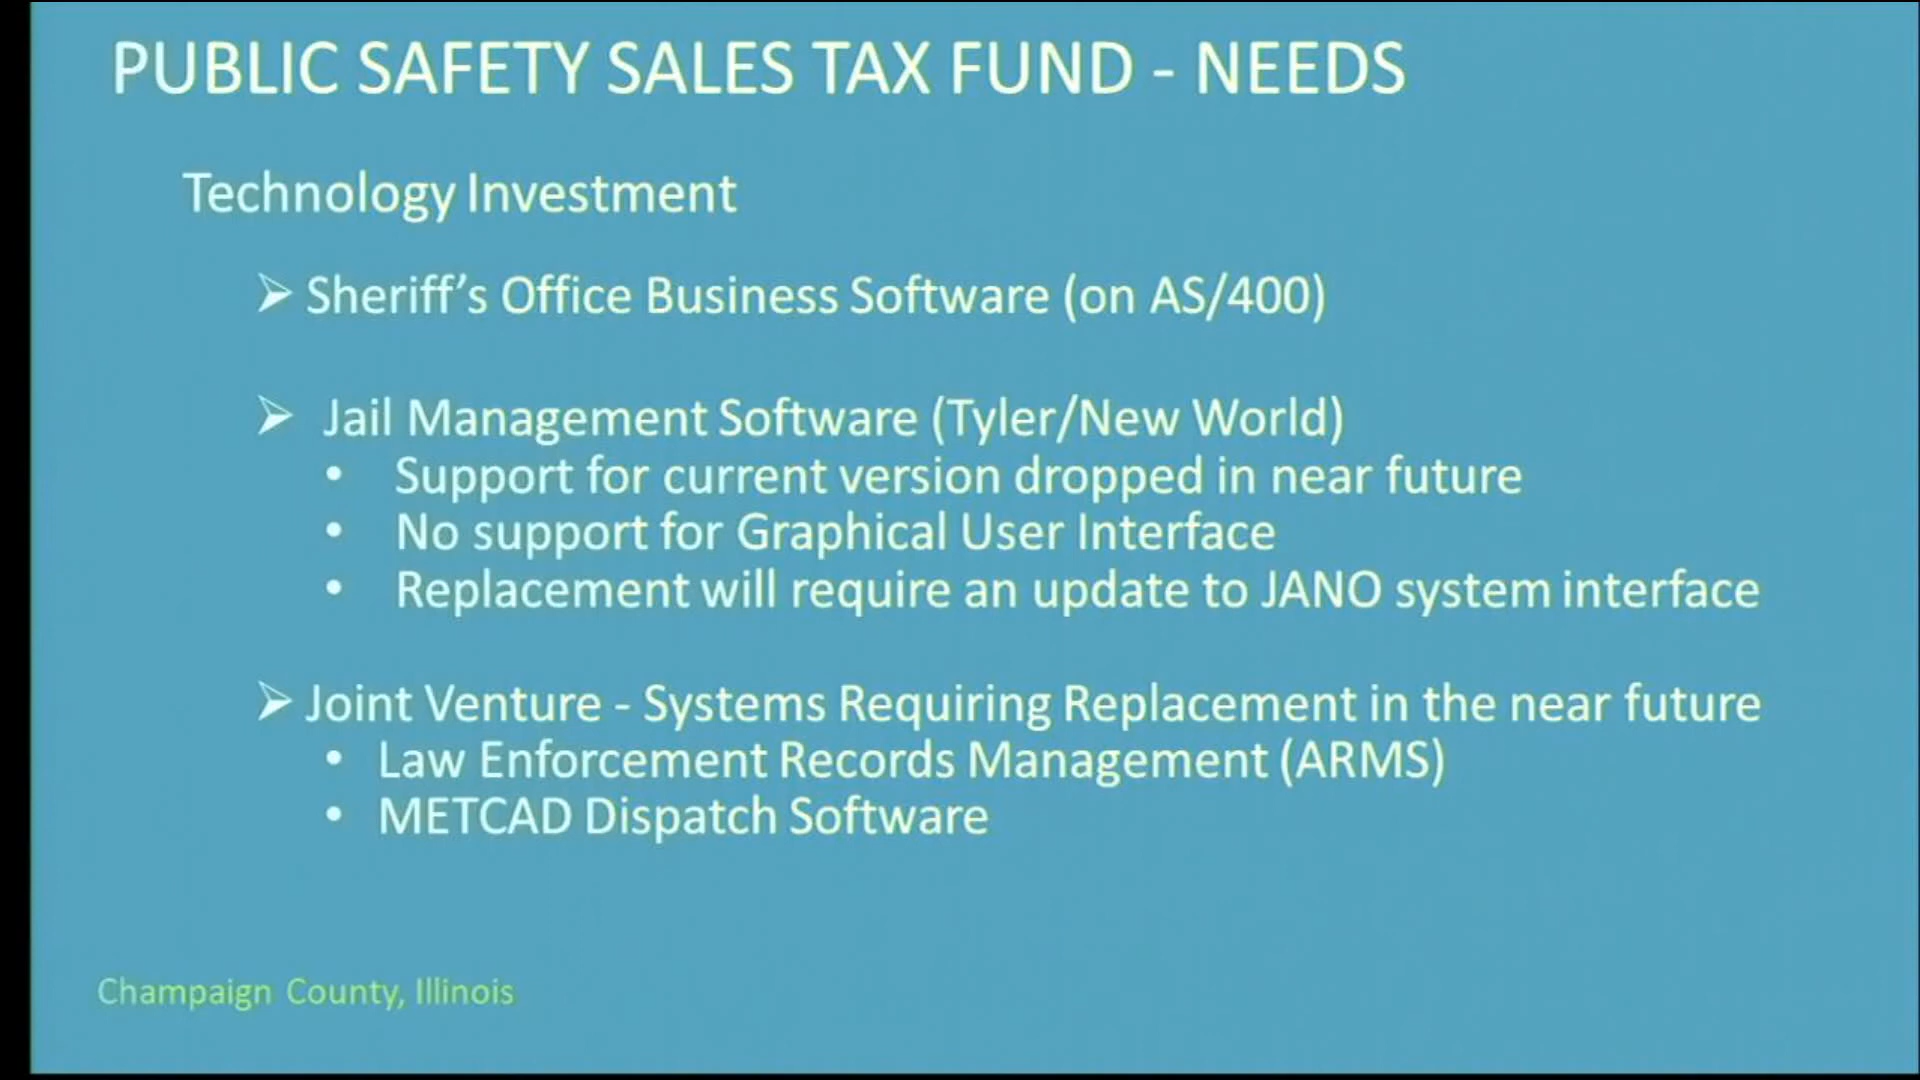 PUBLIC SAFETY SALES TAX FUND - NEEDS
Technology Investment
➢ Sheriff’s Office Business Software (on AS/400)
➢ Jail Management Software (Tyler/New World)
• Support for current version dropped in near future
• No support for Graphical User Interface
• Replacement will require an update to JANO system interface
➢ Joint Venture - Systems Requiring Replacement in the near future
• Law Enforcement Records Management (ARMS)
• METCAD Dispatch Software
Champaign County, Illinois